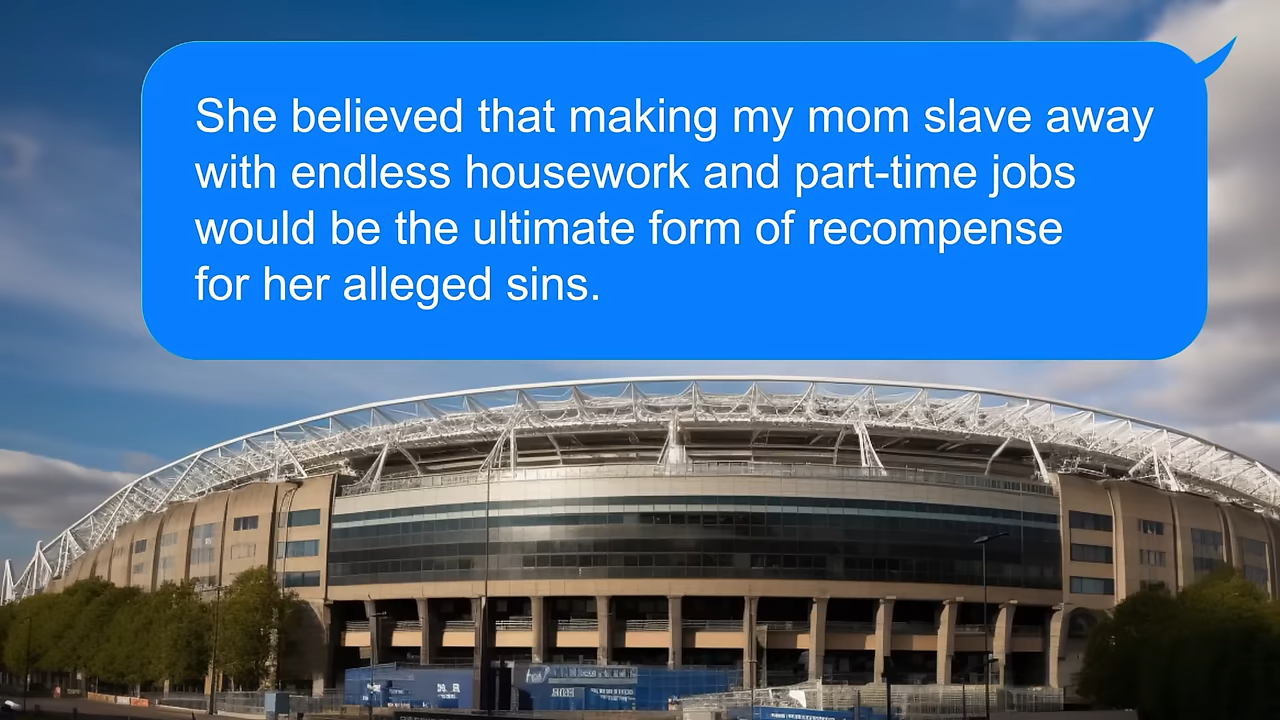 She believed that making my mom slave away
with endless housework and part-time jobs
would be the ultimate form of recompense
for her alleged sins.